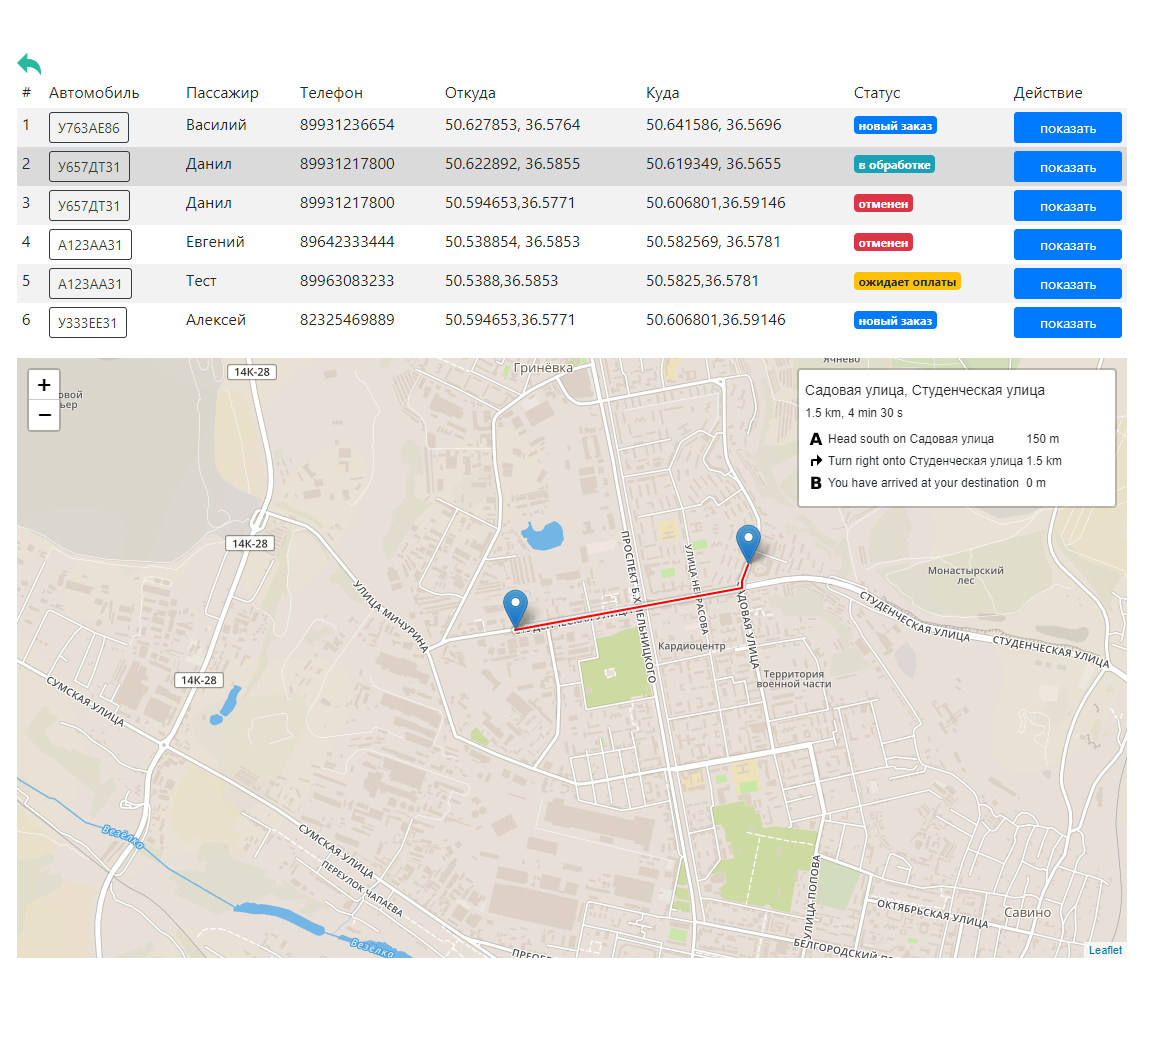 # Автомобиль Пассажир Телефон Откуда Куда Статус Действие
1 У763АЕ86 Василий 89931236654 50.627853, 36.5764 50.641586, 36.5696 новый заказ показать
2 У657ДТ31 Данил 89931217800 50.622892, 36.5855 50.619349, 36.5655 в обработке показать
3 У657ДТ31 Данил 89931217800 50.594653,36.5771 50.606801,36.59146 отменен показать
4 А123АА31 Евгений 89642333444 50.538854, 36.5853 50.582569, 36.5781 отменен показать
5 А123АА31 Тест 89963083233 50.5388,36.5853 50.5825,36.5781 ожидает оплаты показать
6 У333ЕЕ31 Алексей 82325469889 50.594653,36.5771 50.606801,36.59146 новый заказ показать
+
−
14К-28
Гринёвка
Садовая улица, Студенческая улица
1.5 km, 4 min 30 s
A Head south on Садовая улица 150 m
Turn right onto Студенческая улица 1.5 km
B You have arrived at your destination 0 m
14К-28
ПРОСПЕКТ Б.ХМЕЛЬНИЦКОГО
УЛИЦА НЕКРАСОВА
Монастырский
лес
УЛИЦА МИЧУРИНА
СТУДЕНЧЕСКАЯ УЛИЦА
САДОВАЯ УЛИЦА
СТУДЕНЧЕСКАЯ УЛИЦА
СТУДЕНЧЕСКАЯ УЛИЦА
Кардиоцентр
Территория
военной части
14К-28
СУМСКАЯ УЛИЦА
Везёлка
СУМСКАЯ УЛИЦА
ПЕРЕУЛОК ЧАПАЕВА
УЛИЦА ПОПОВА
ОКТЯБРЬСКАЯ УЛИЦА
Савино
Везёлка
БЕЛГОРОДСКИЙ
Leaflet